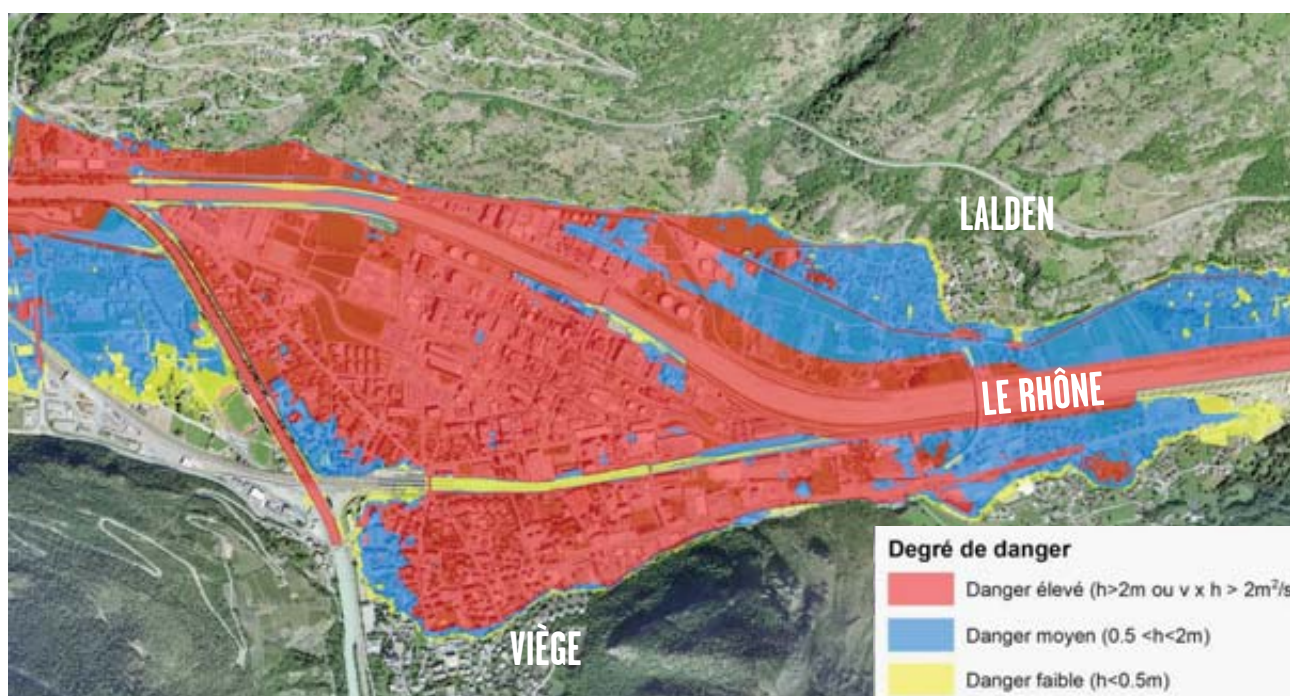 LALDEN
LE RHÔNE
VIÈGE
Degré de danger
Danger élevé (h>2m ou v x h > 2m²/s
Danger moyen (0.5 <h<2m)
Danger faible (h<0.5m)